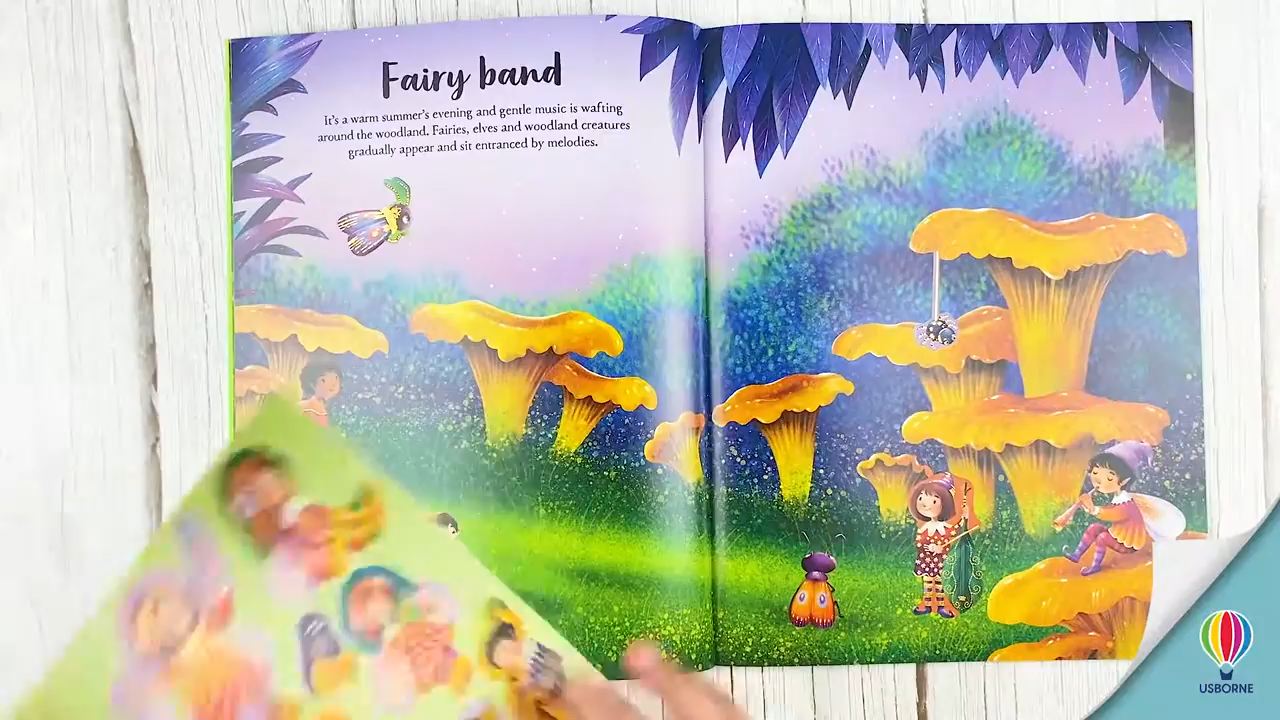 Fairy band
It's a warm summer's evening and gentle music is wafting
around the woodland. Fairies, elves and woodland creatures
gradually appear and sit entranced by melodies.
USBORNE